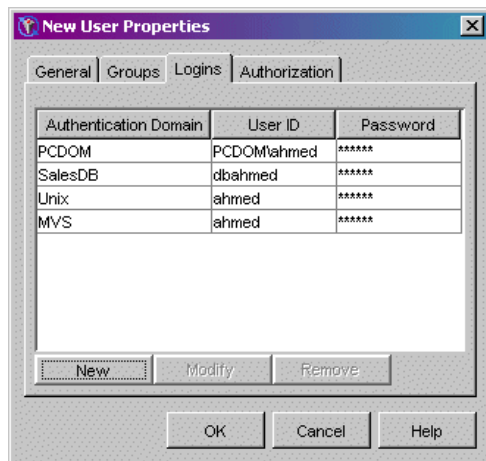 New User Properties
General Groups Logins Authorization
Authentication Domain User ID Password
PCDOM PCDOM\ahmed ******
SalesDB dbahmed ******
Unix ahmed ******
MVS ahmed ******
New Modify Remove
OK Cancel Help